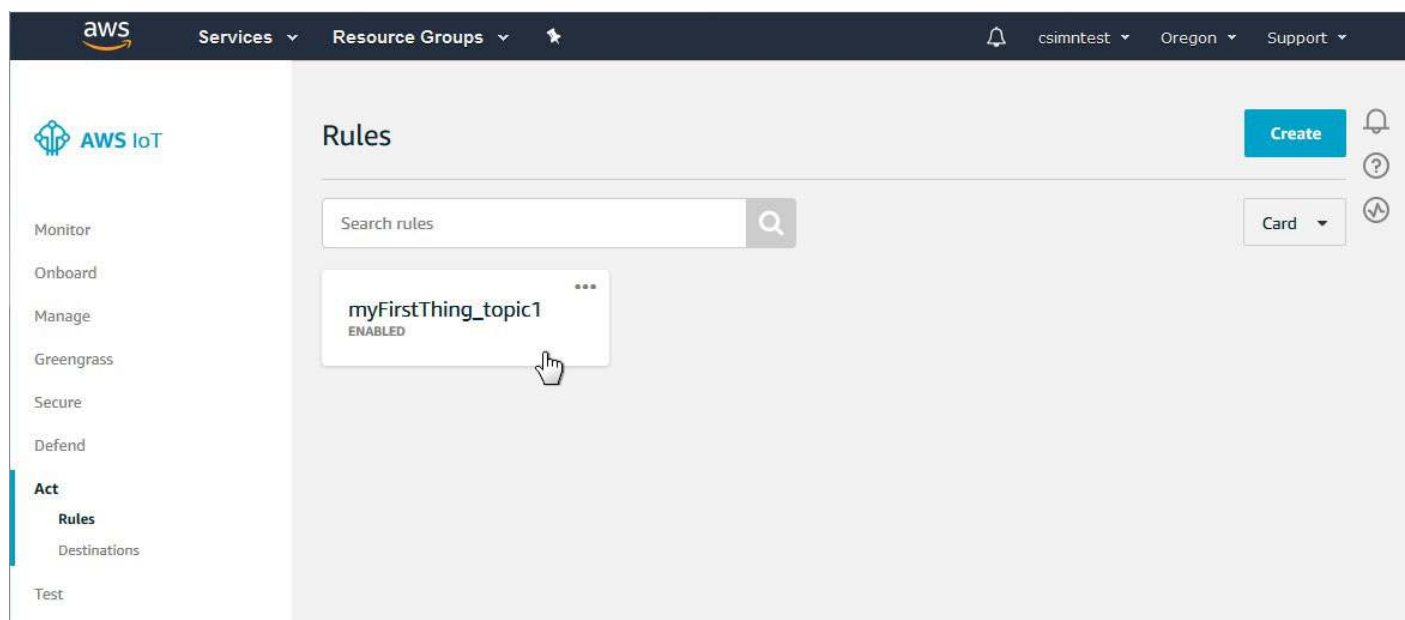 aws Services Resource Groups csimntest Oregon Support
AWS IoT
Monitor
Onboard
Manage
Greengrass
Secure
Defend
Act
Rules
Destinations
Test
Rules
Create
Search rules
Card
myFirstThing_topic1
ENABLED